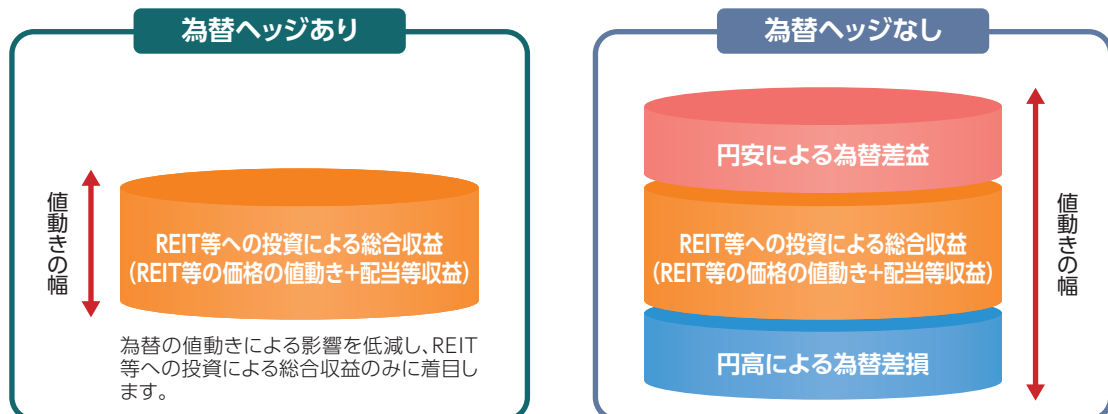 為替ヘッジあり
値動きの幅
REIT等への投資による総合収益
(REIT等の価格の値動き+配当等収益)
為替の値動きによる影響を低減し、REIT
等への投資による総合収益のみに着目し
ます。
為替ヘッジなし
円安による為替差益
REIT等への投資による総合収益
(REIT等の価格の値動き+配当等収益)
円高による為替差損
値動きの幅